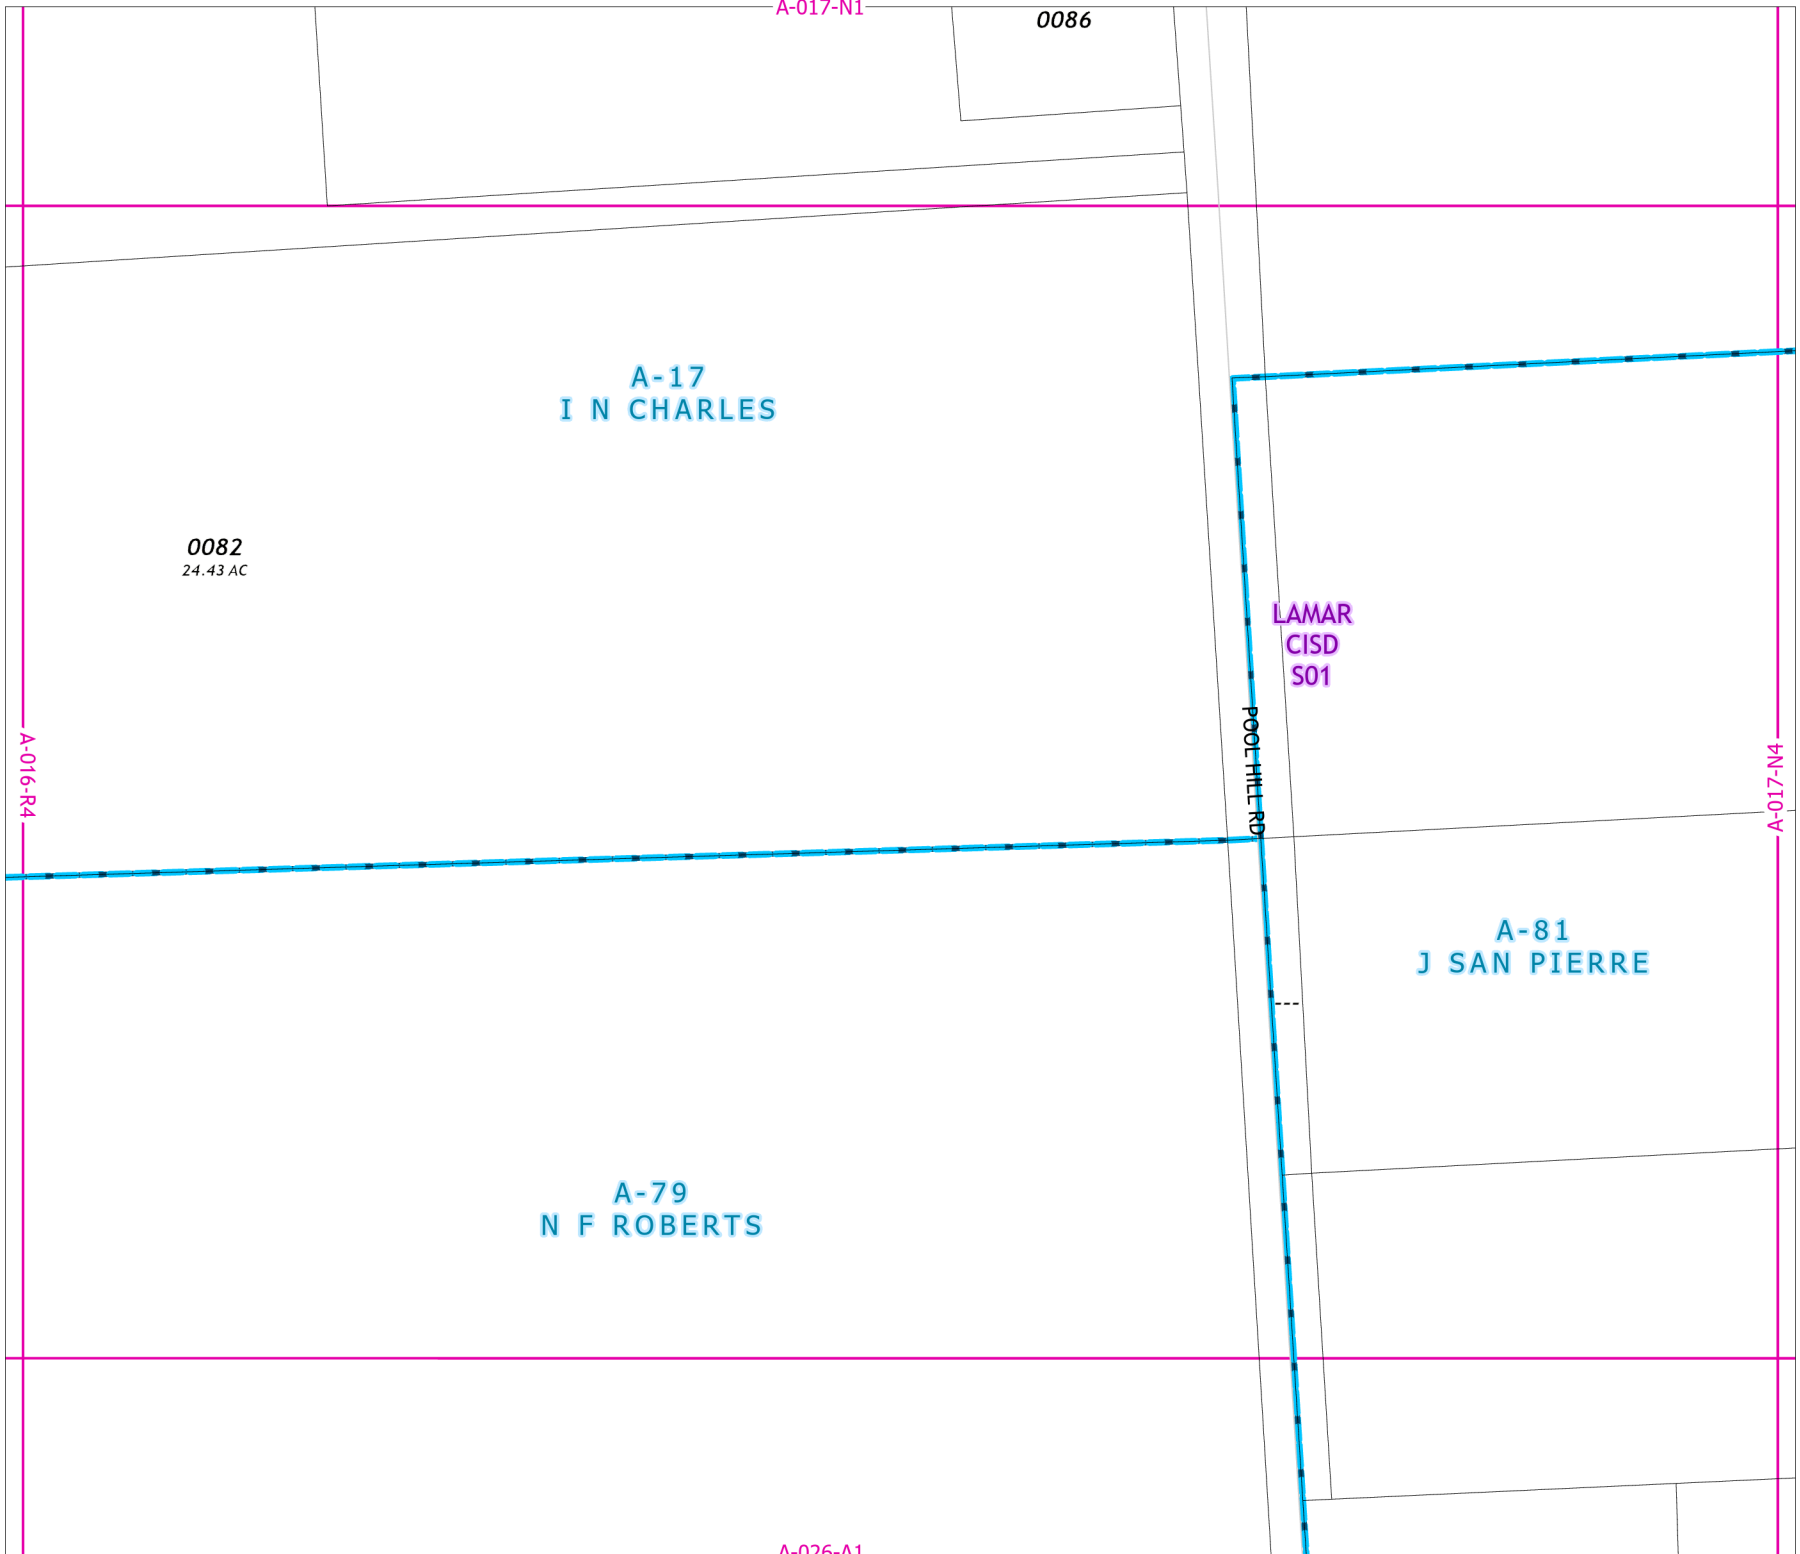 A-017-N1
0086
A-17
I N CHARLES
0082
24.43 AC
LAMAR
CISD
S01
POOL HILL RD
A-016-R4
A-017-N4
A-81
J SAN PIERRE
A-79
N F ROBERTS
A-026-A1